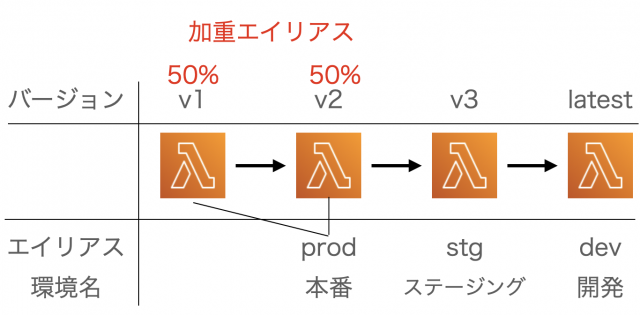 加重エイリアス
50% 50%
バージョン v1 v2 v3 latest
エイリアス prod stg dev
環境名 本番 ステージング 開発